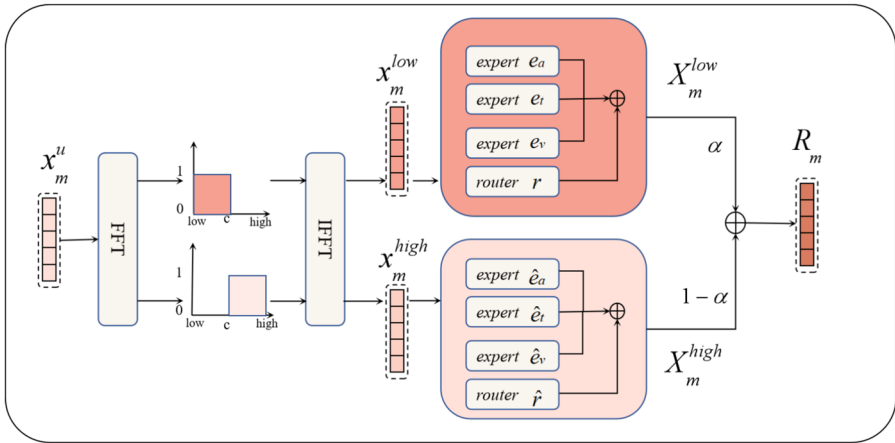 x_m^u
FFT
1
0
low
c
high
1
0
low
c
high
IFFT
x_m^{low}
x_m^{high}
expert e_a
expert e_t
expert e_v
router r
expert ê_a
expert ê_t
expert ê_v
router r̂
X_m^{low}
α
1 − α
X_m^{high}
R_m